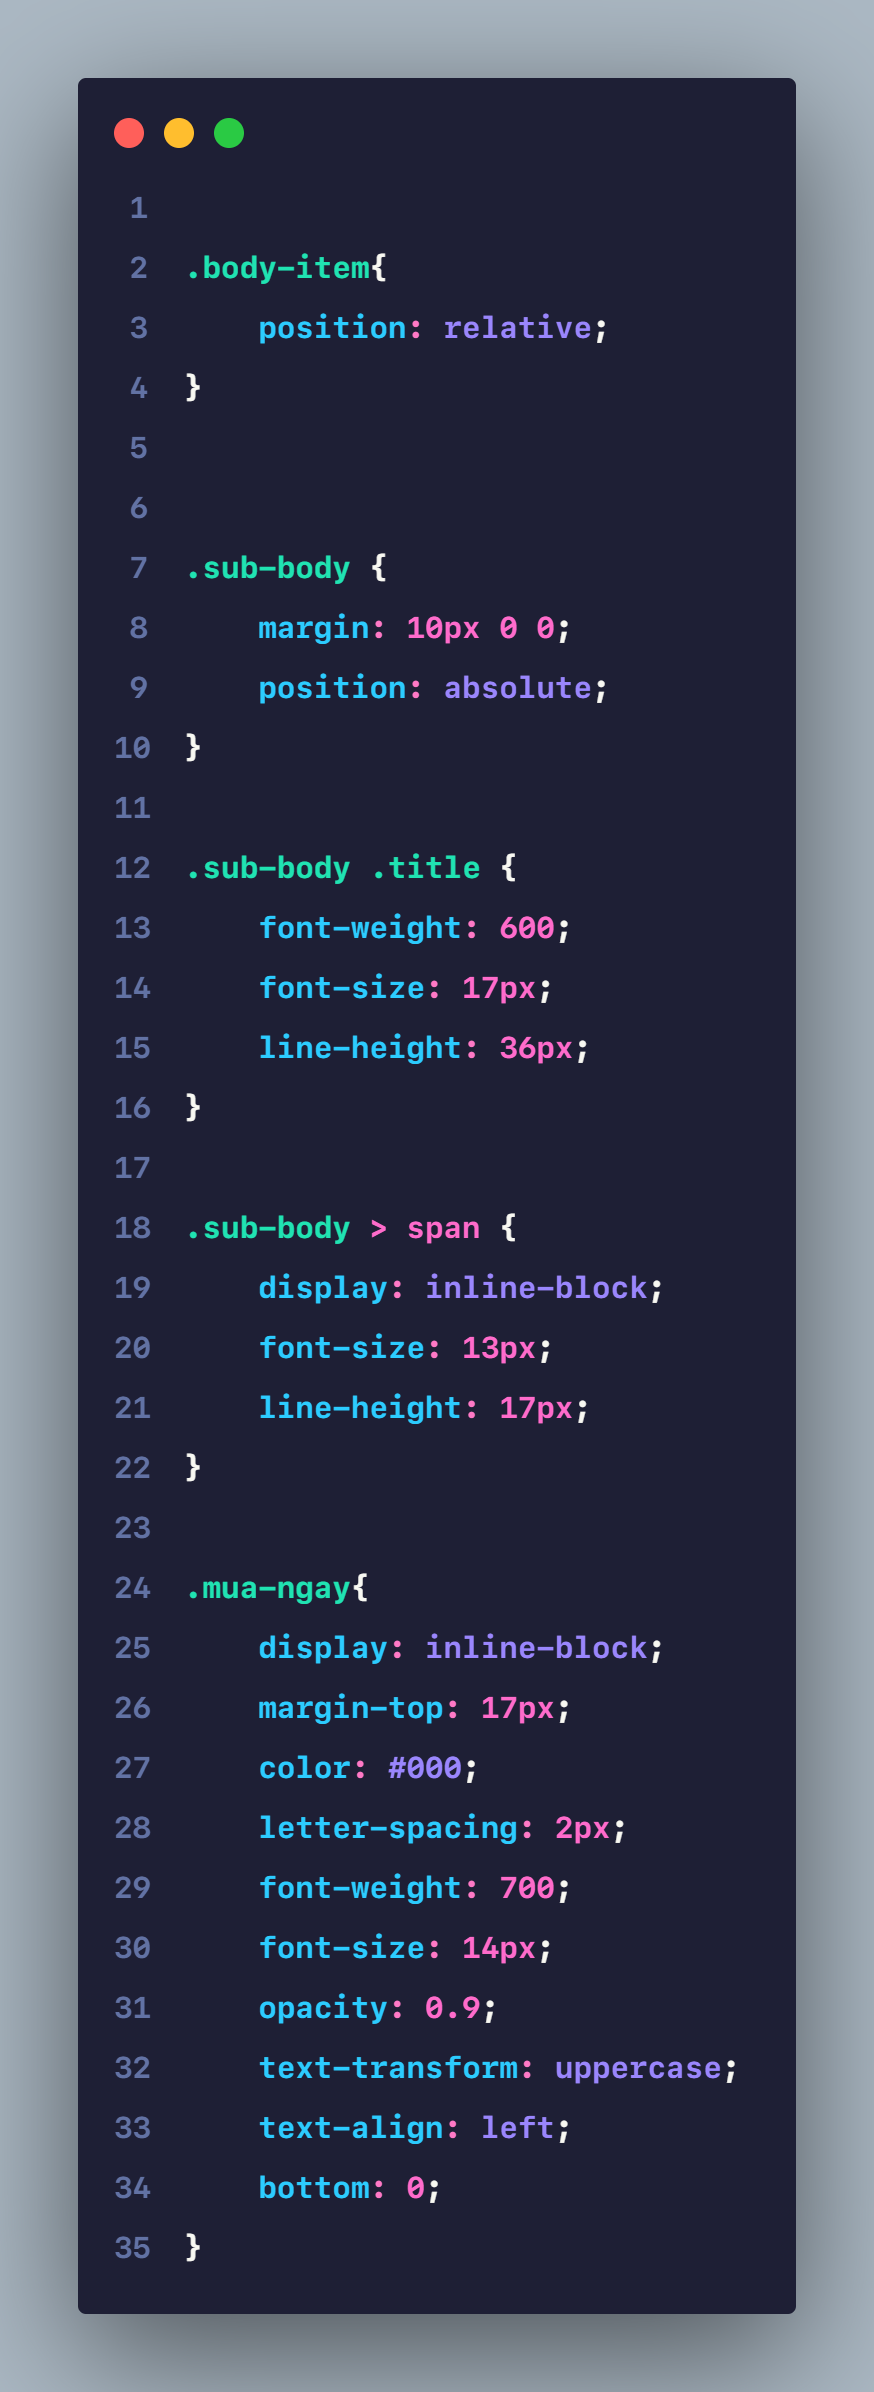 1
2 .body-item{
3     position: relative;
4 }
5
6
7 .sub-body {
8     margin: 10px 0 0;
9     position: absolute;
10 }
11
12 .sub-body .title {
13     font-weight: 600;
14     font-size: 17px;
15     line-height: 36px;
16 }
17
18 .sub-body > span {
19     display: inline-block;
20     font-size: 13px;
21     line-height: 17px;
22 }
23
24 .mua-ngay{
25     display: inline-block;
26     margin-top: 17px;
27     color: #000;
28     letter-spacing: 2px;
29     font-weight: 700;
30     font-size: 14px;
31     opacity: 0.9;
32     text-transform: uppercase;
33     text-align: left;
34     bottom: 0;
35 }